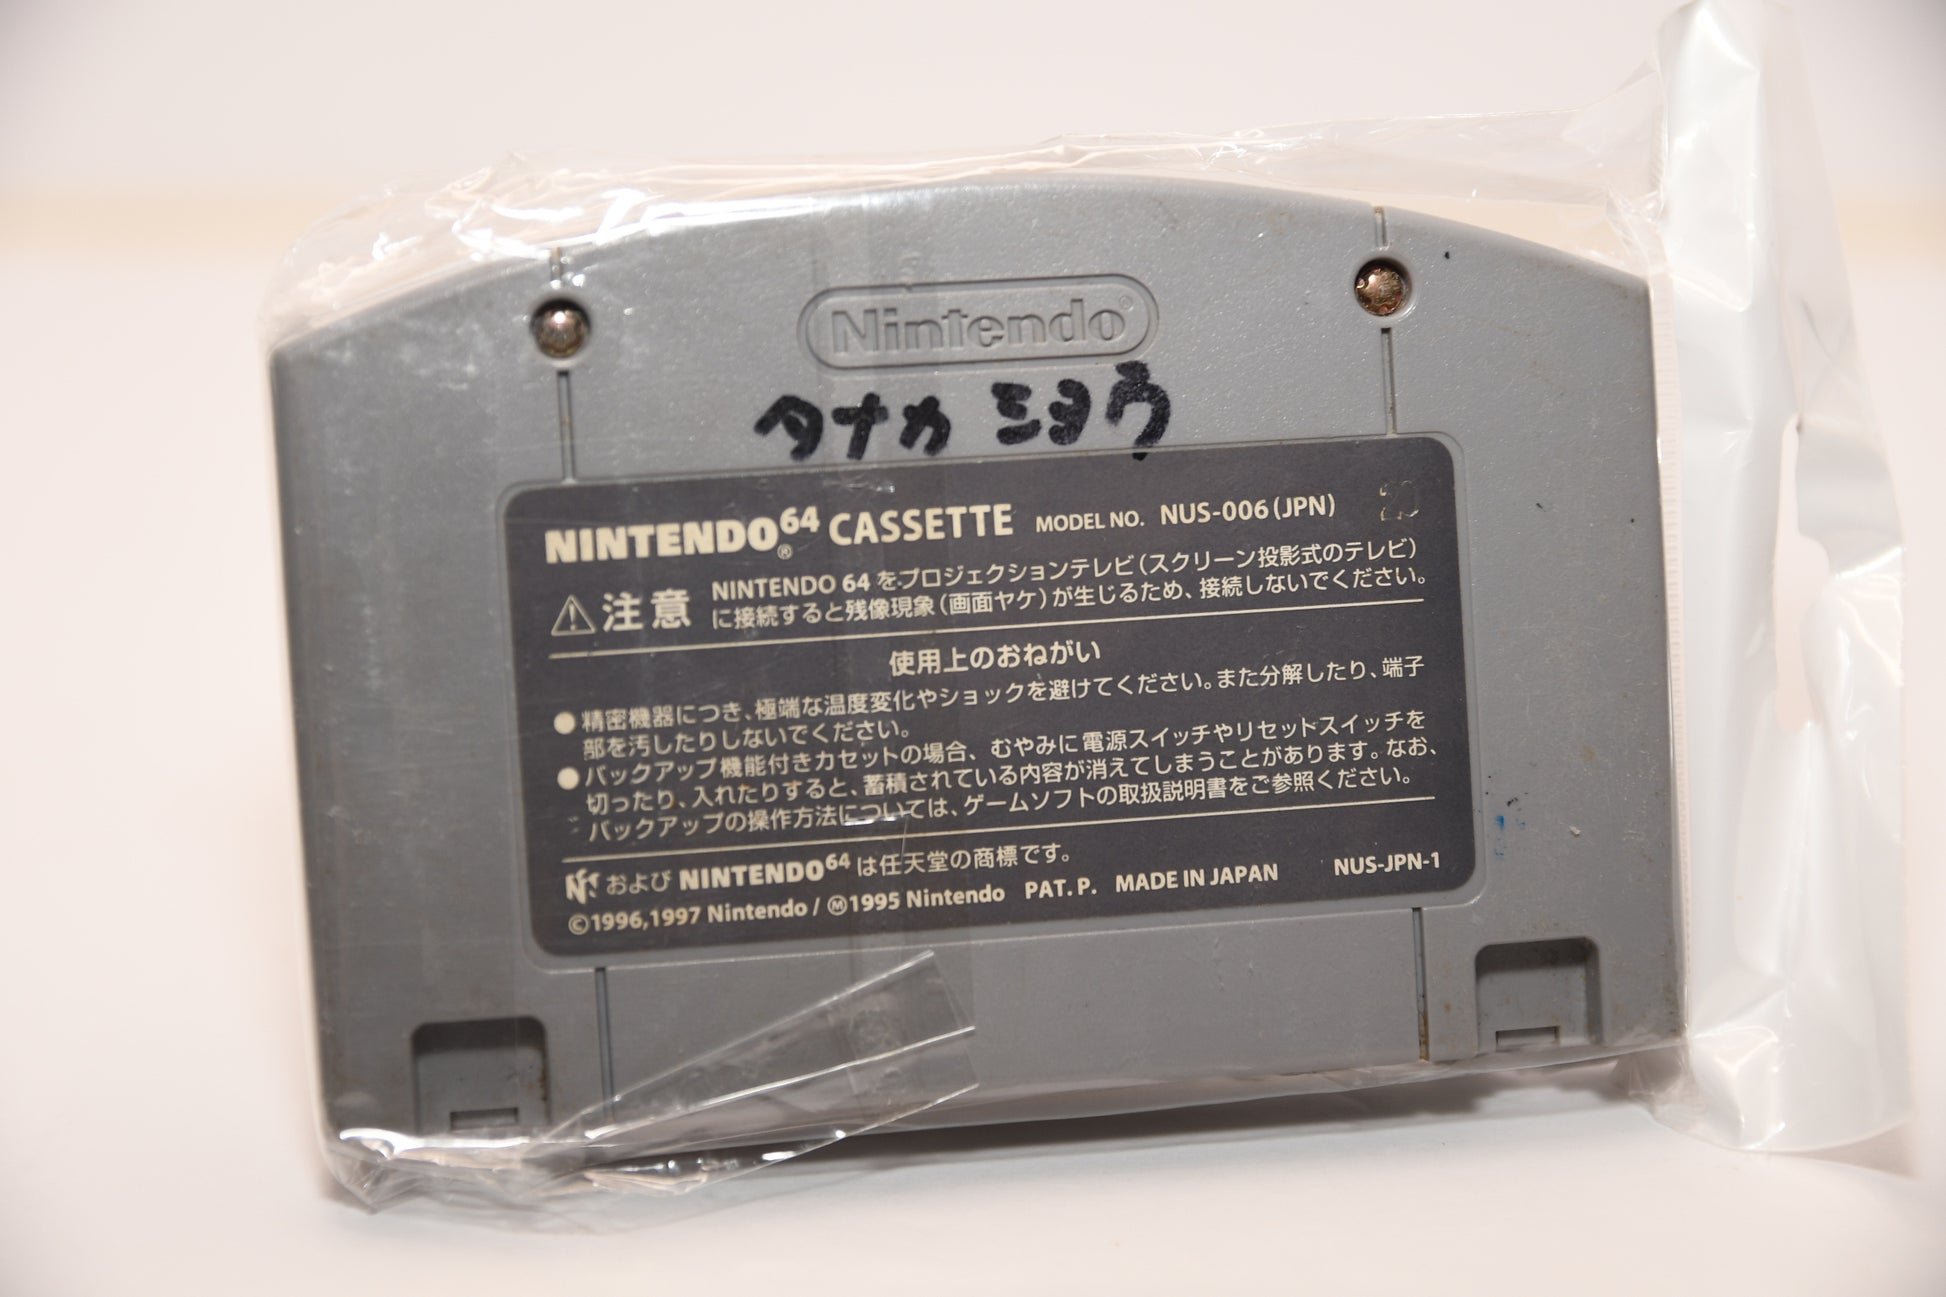 Nintendo®
タナカ ショウ
NINTENDO64® CASSETTE MODEL NO. NUS-006(JPN) 20
⚠注意 NINTENDO 64 をプロジェクションテレビ(スクリーン投影式のテレビ)
に接続すると残像現象(画面ヤケ)が生じるため、接続しないでください。
使用上のおねがい
●精密機器につき、極端な温度変化やショックを避けてください。また分解したり、端子
部を汚したりしないでください。
●バックアップ機能付きカセットの場合、むやみに電源スイッチやリセットスイッチを
切ったり、入れたりすると、蓄積されている内容が消えてしまうことがあります。なお、
バックアップの操作方法については、ゲームソフトの取扱説明書をご参照ください。
および NINTENDO64 は任天堂の商標です。
©1996,1997 Nintendo / Ⓜ1995 Nintendo PAT.P. MADE IN JAPAN NUS-JPN-1